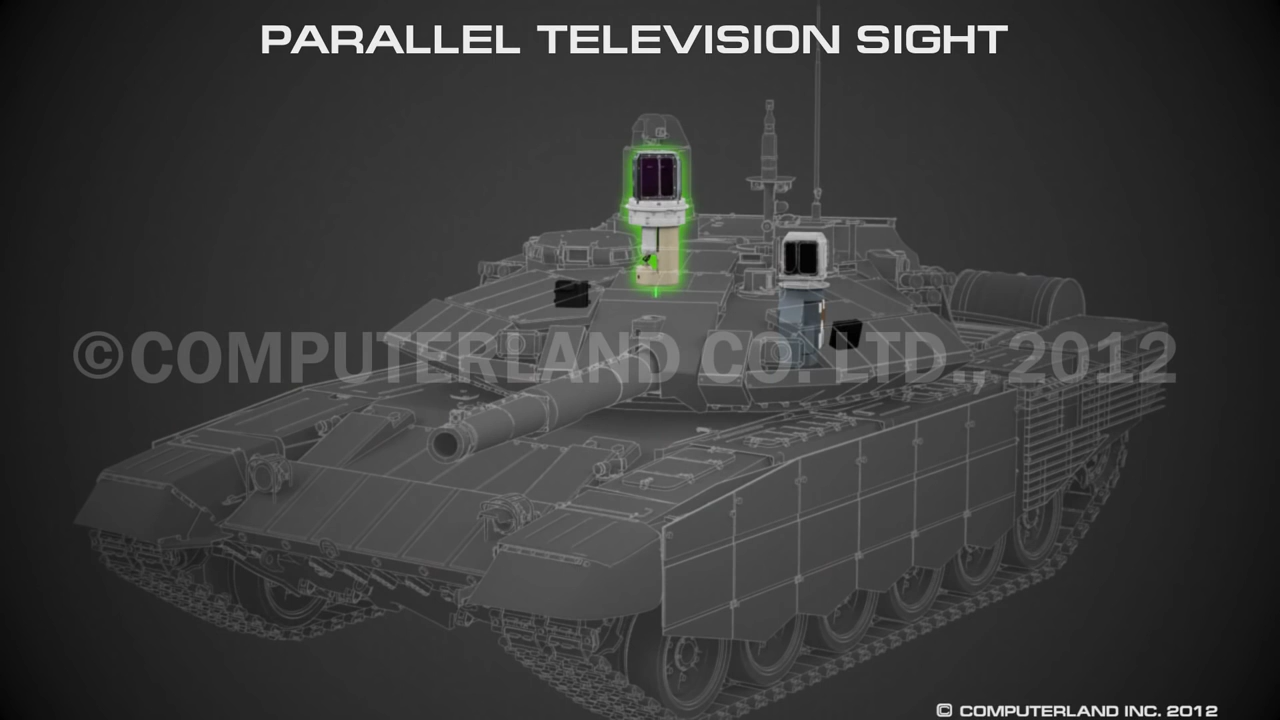 PARALLEL TELEVISION SIGHT
©COMPUTERLAND CO. LTD., 2012
© COMPUTERLAND INC. 2012